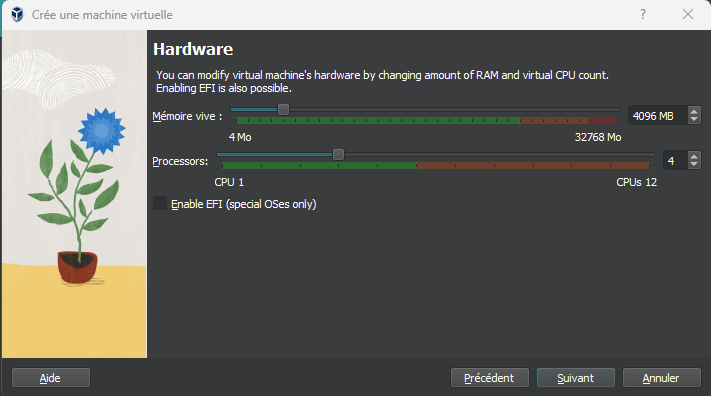 Crée une machine virtuelle
Hardware
You can modify virtual machine's hardware by changing amount of RAM and virtual CPU count.
Enabling EFI is also possible.
Mémoire vive : 4096 MB
4 Mo 32768 Mo
Processors: 4
CPU 1 CPUs 12
Enable EFI (special OSes only)
Aide Précédent Suivant Annuler